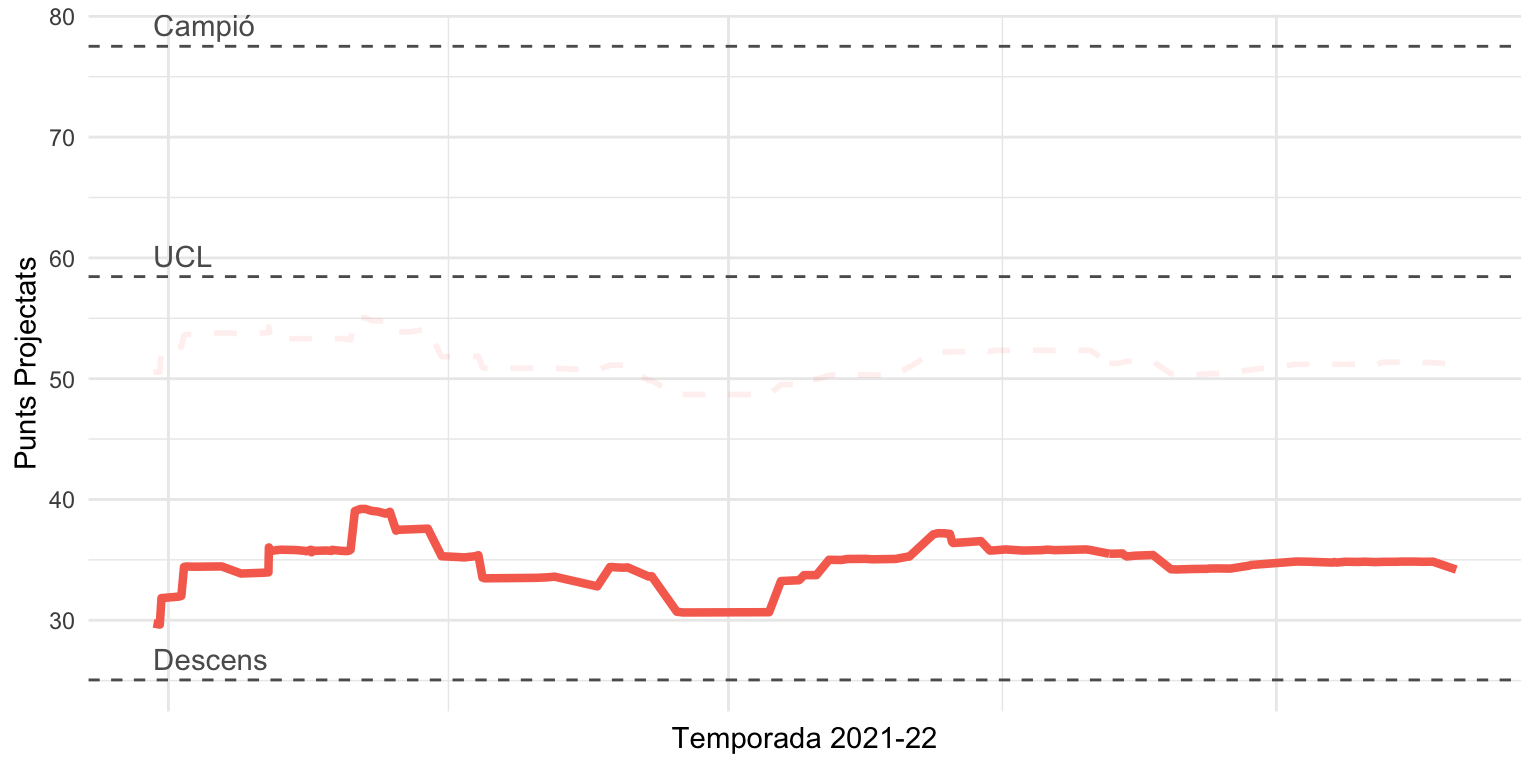 80
Campió
70
UCL
60
50
40
30
Descens
Punts Projectats
Temporada 2021-22